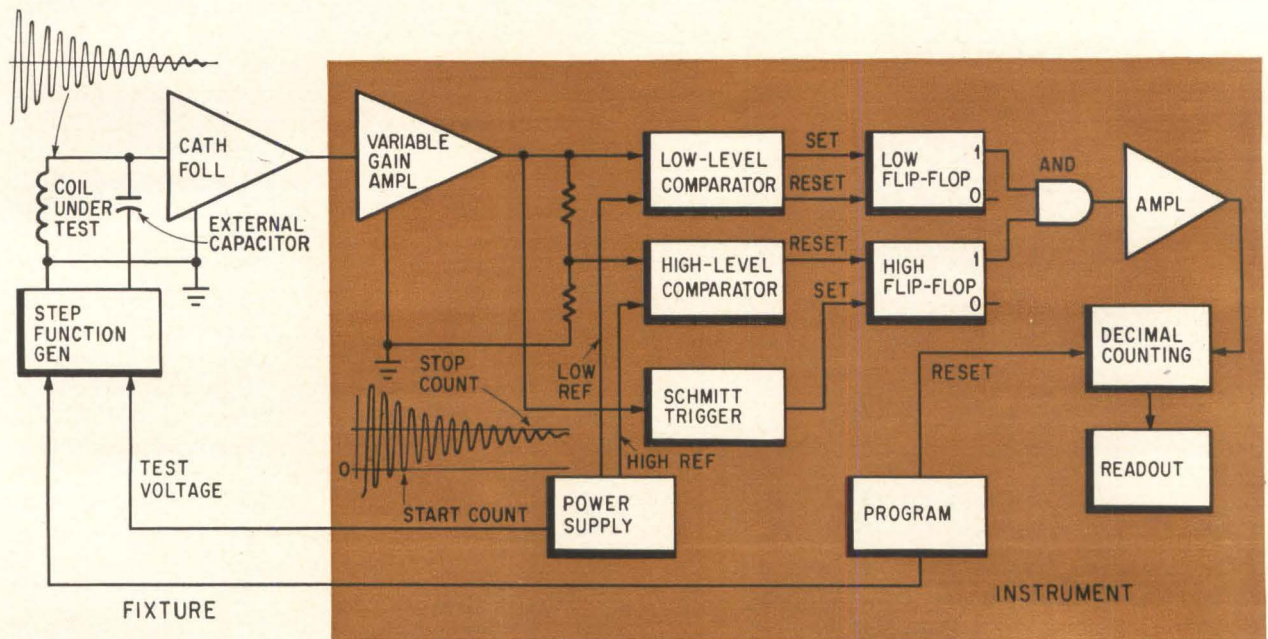 CATH
FOLL
COIL
UNDER
TEST
EXTERNAL
CAPACITOR
STEP
FUNCTION
GEN
TEST
VOLTAGE
FIXTURE
VARIABLE
GAIN
AMPL
STOP
COUNT
0
START COUNT
LOW
REF
HIGH REF
POWER
SUPPLY
LOW-LEVEL
COMPARATOR
SET
RESET
LOW
FLIP-FLOP
1
0
HIGH-LEVEL
COMPARATOR
RESET
SET
HIGH
FLIP-FLOP
1
0
SCHMITT
TRIGGER
AND
AMPL
DECIMAL
COUNTING
RESET
READOUT
PROGRAM
INSTRUMENT